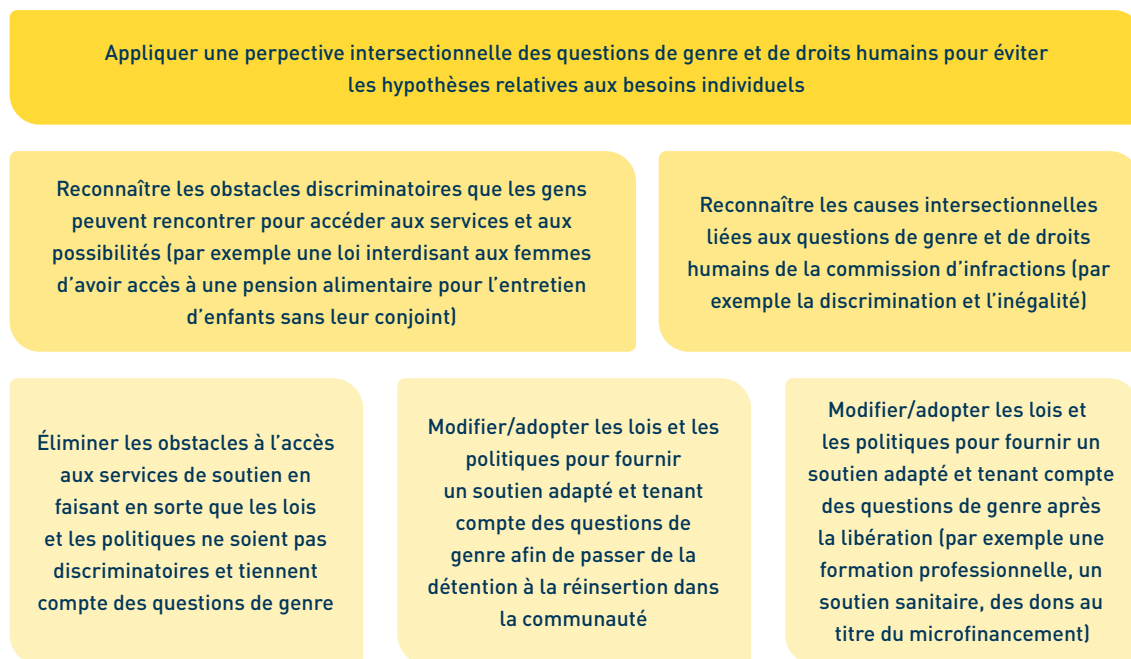 Appliquer une perpective intersectionnelle des questions de genre et de droits humains pour éviter
les hypothèses relatives aux besoins individuels
Reconnaître les obstacles discriminatoires que les gens
peuvent rencontrer pour accéder aux services et aux
possibilités (par exemple une loi interdisant aux femmes
d’avoir accès à une pension alimentaire pour l’entretien
d’enfants sans leur conjoint)
Reconnaître les causes intersectionnelles
liées aux questions de genre et de droits
humains de la commission d’infractions (par
exemple la discrimination et l’inégalité)
Éliminer les obstacles à l’accès
aux services de soutien en
faisant en sorte que les lois
et les politiques ne soient pas
discriminatoires et tiennent
compte des questions de genre
Modifier/adopter les lois et les
politiques pour fournir
un soutien adapté et tenant
compte des questions de
genre afin de passer de la
détention à la réinsertion dans
la communauté
Modifier/adopter les lois et
les politiques pour fournir un
soutien adapté et tenant compte
des questions de genre après
la libération (par exemple une
formation professionnelle, un
soutien sanitaire, des dons au
titre du microfinancement)